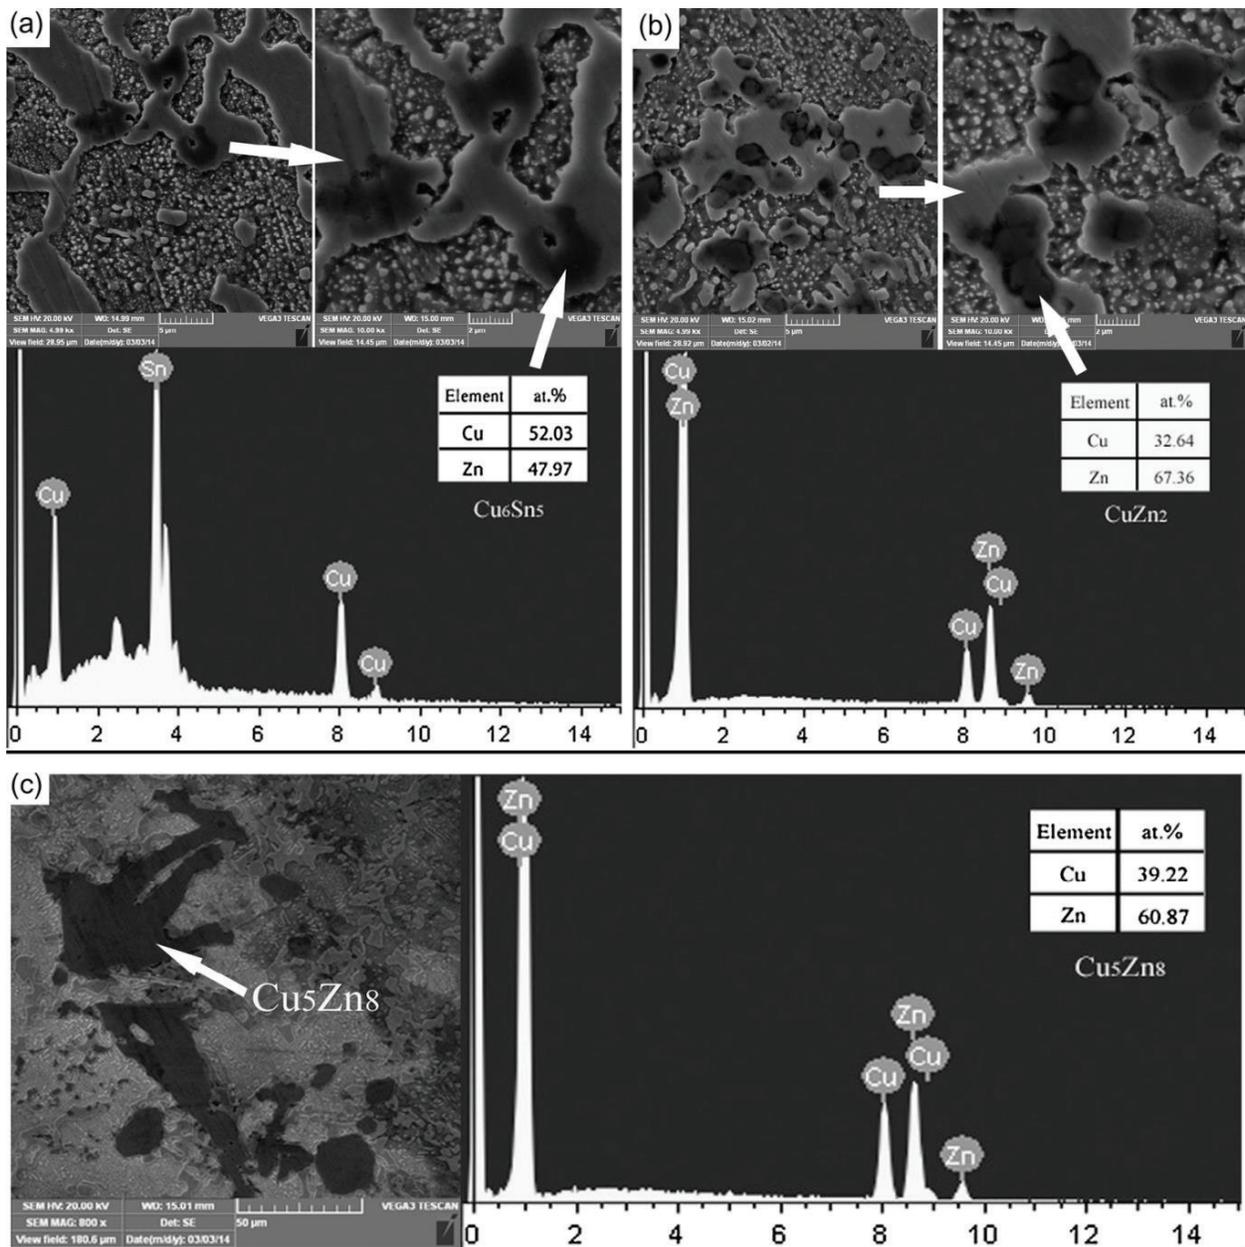 (a)
SEM HV: 20.00 kV WD: 14.99 mm VEGA3 TESCAN
SEM MAG: 4.99 kx Det: SE 5 µm
View field: 28.95 µm Date(m/d/y): 03/03/14
SEM HV: 20.00 kV WD: 15.00 mm VEGA3 TESCAN
SEM MAG: 10.00 kx Det: SE 2 µm
View field: 14.45 µm Date(m/d/y): 03/03/14
Sn
Cu
Cu
Cu
Element at.%
Cu 52.03
Zn 47.97
Cu6Sn5
0 2 4 6 8 10 12 14
(b)
SEM HV: 20.00 kV WD: 15.02 mm VEGA3 TESCAN
SEM MAG: 4.99 kx Det: SE 5 µm
View field: 28.92 µm Date(m/d/y): 03/02/14
SEM HV: 20.00 kV mm VEGA3 TESCAN
SEM MAG: 10.00 kx Det: SE 2 µm
View field: 14.45 µm Date(m/d/y): 03/03/14
Cu
Zn
Zn
Cu
Cu
Zn
Element at.%
Cu 32.64
Zn 67.36
CuZn2
0 2 4 6 8 10 12 14
(c)
Cu5Zn8
SEM HV: 20.00 kV WD: 15.01 mm VEGA3 TESCAN
SEM MAG: 800 x Det: SE 50 µm
View field: 180.6 µm Date(m/d/y): 03/03/14
Zn
Cu
Zn
Cu
Cu
Zn
Element at.%
Cu 39.22
Zn 60.87
Cu5Zn8
0 2 4 6 8 10 12 14